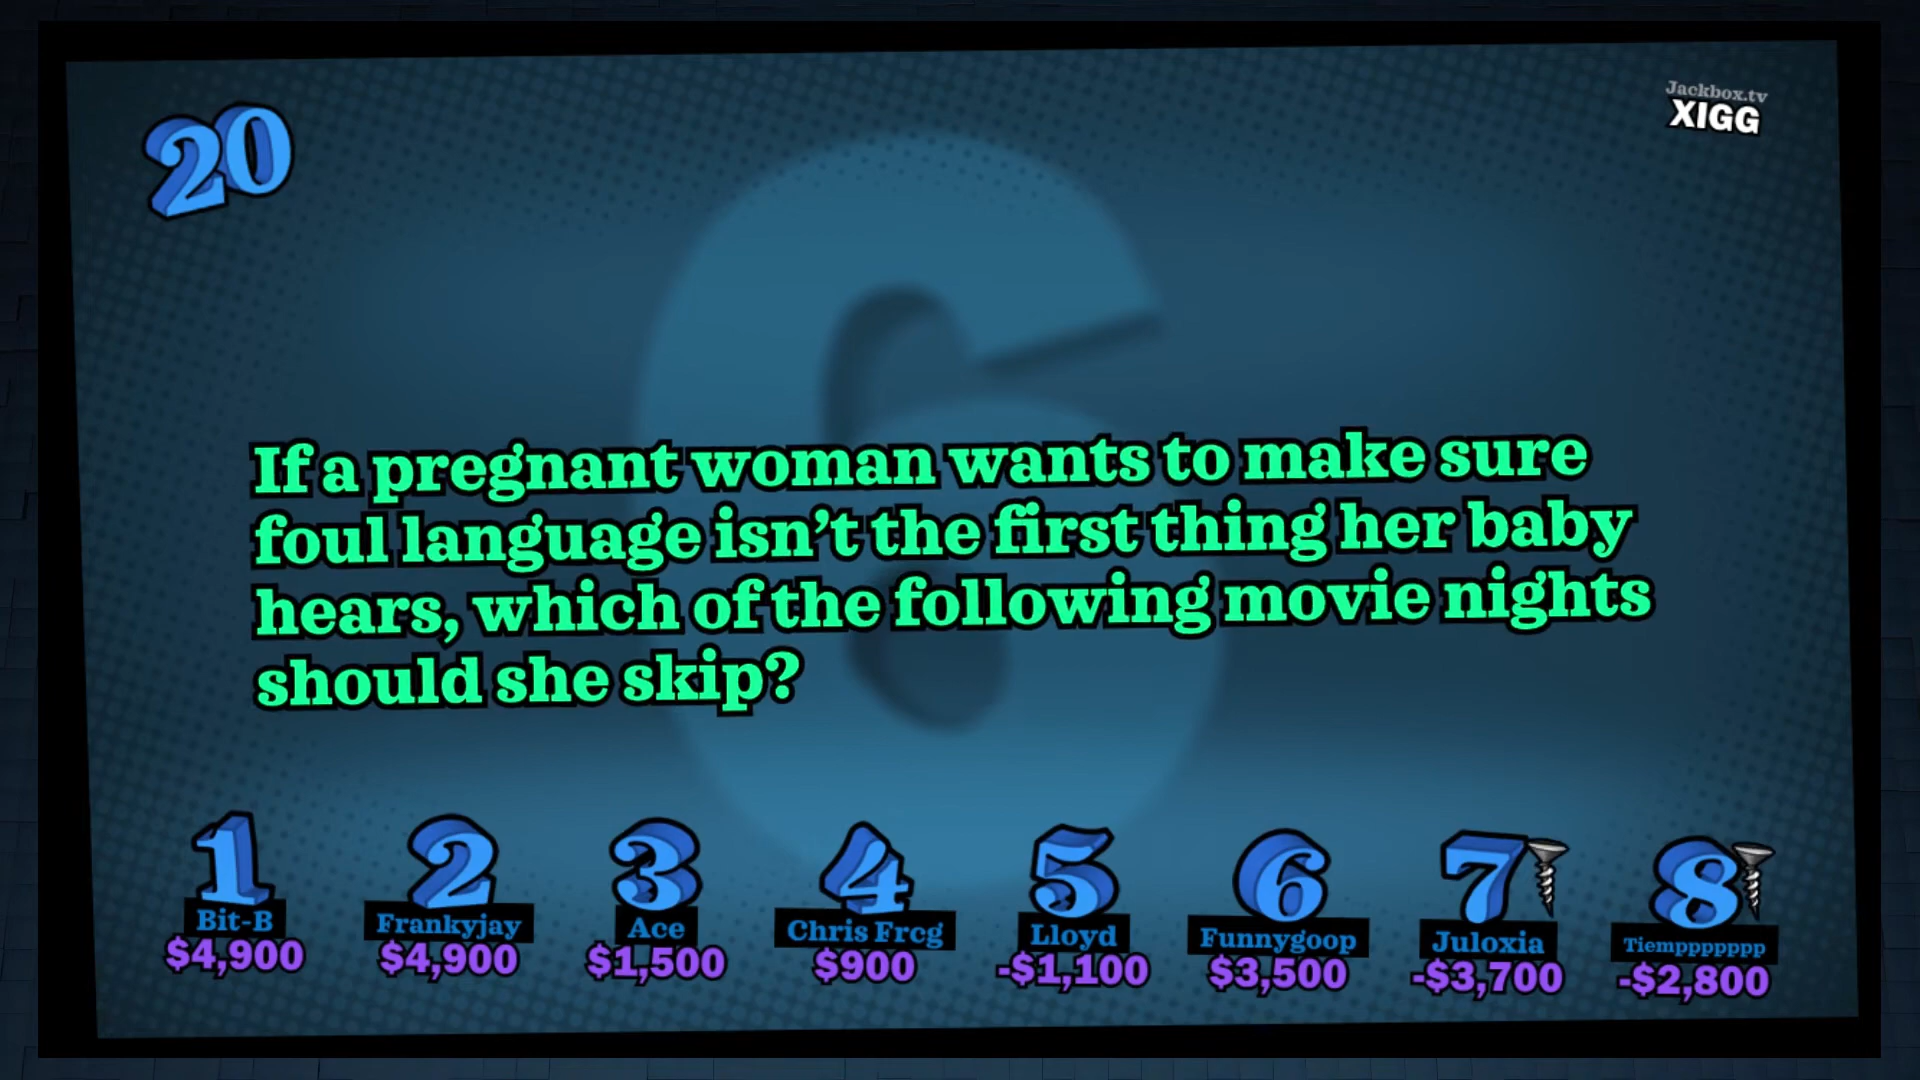 20
Jackbox.tv
XIGG
If a pregnant woman wants to make sure
foul language isn't the first thing her baby
hears, which of the following movie nights
should she skip?
6
1 2 3 4 5 6 7 8
Bit-B Frankyjay Ace Chris Frcg Lloyd Funnygoop Juloxia Tiempppppppp
$4,900 $4,900 $1,500 $900 -$1,100 $3,500 -$3,700 -$2,800